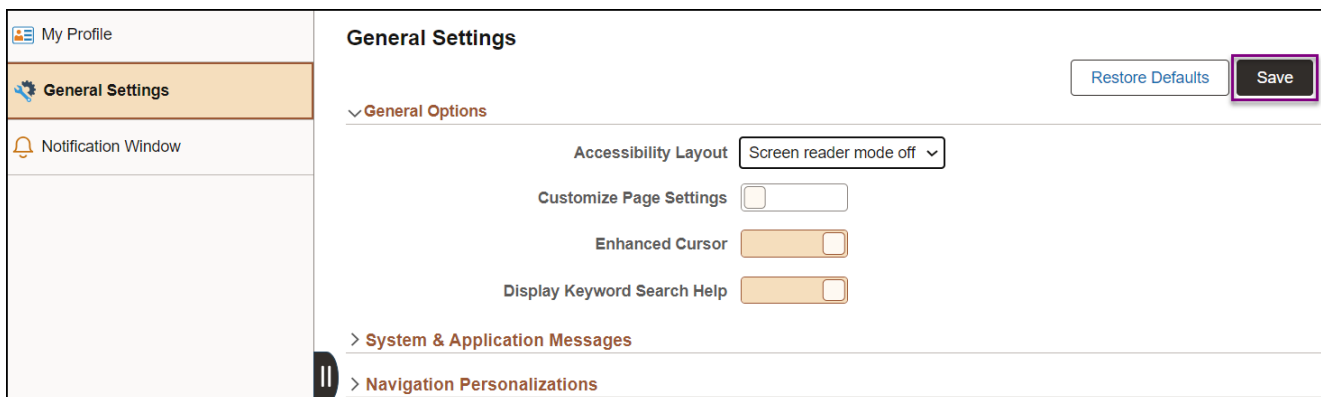 My Profile
General Settings
Notification Window
General Settings
Restore Defaults
Save
General Options
Accessibility Layout
Screen reader mode off
Customize Page Settings
Enhanced Cursor
Display Keyword Search Help
System & Application Messages
Navigation Personalizations